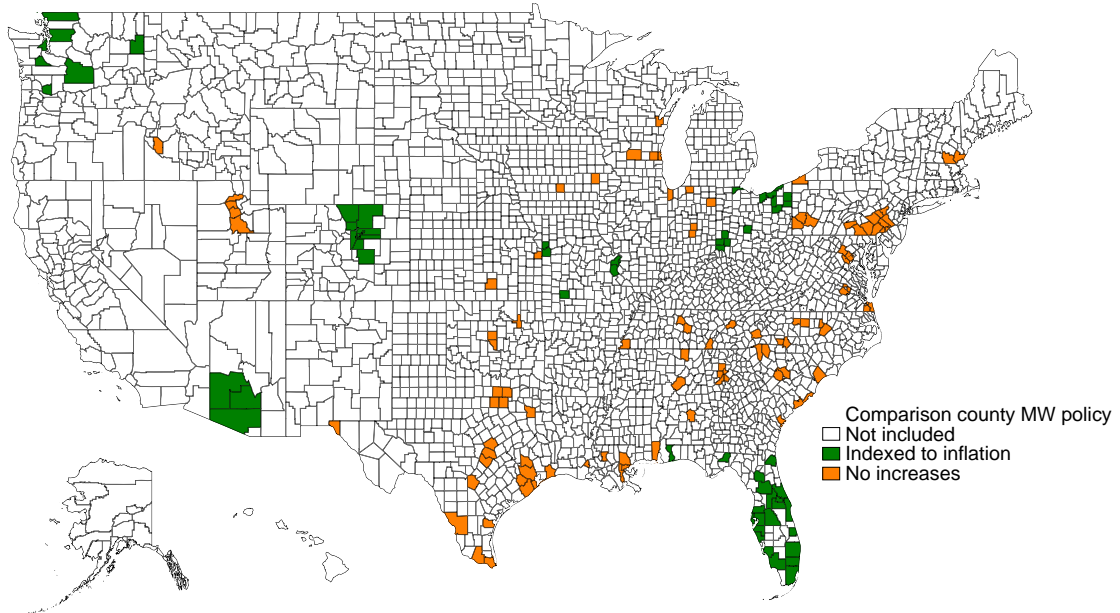 Comparison county MW policy
Not included
Indexed to inflation
No increases